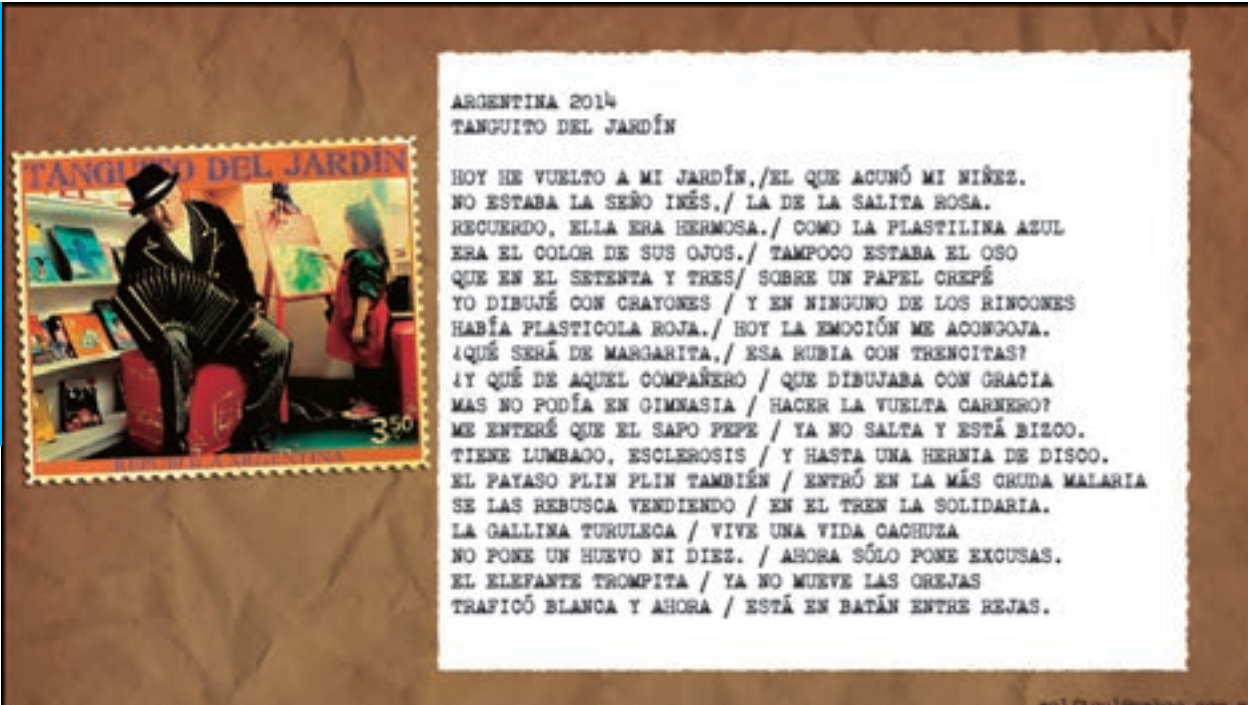 TANGUITO DEL JARDÍN
3.50
REPUBLICA ARGENTINA
ARGENTINA 2014
TANGUITO DEL JARDÍN
HOY HE VUELTO A MI JARDÍN,/EL QUE ACUNÓ MI NIÑEZ.
NO ESTABA LA SEÑO INÉS,/ LA DE LA SALITA ROSA.
RECUERDO, ELLA ERA HERMOSA./ COMO LA PLASTILINA AZUL
ERA EL COLOR DE SUS OJOS./ TAMPOCO ESTABA EL OSO
QUE EN EL SETENTA Y TRES/ SOBRE UN PAPEL CREPÉ
YO DIBUJÉ CON CRAYONES / Y EN NINGUNO DE LOS RINCONES
HABÍA PLASTICOLA ROJA./ HOY LA EMOCIÓN ME ACONGOJA.
¿QUÉ SERÁ DE MARGARITA,/ ESA RUBIA CON TRENCITAS?
¿Y QUÉ DE AQUEL COMPAÑERO / QUE DIBUJABA CON GRACIA
MAS NO PODÍA EN GIMNASIA / HACER LA VUELTA CARNERO?
ME ENTERÉ QUE EL SAPO PEPE / YA NO SALTA Y ESTÁ BIZCO.
TIENE LUMBAGO, ESCLEROSIS / Y HASTA UNA HERNIA DE DISCO.
EL PAYASO PLIN PLIN TAMBIÉN / ENTRÓ EN LA MÁS CRUDA MALARIA
SE LAS REBUSCA VENDIENDO / EN EL TREN LA SOLIDARIA.
LA GALLINA TURULECA / VIVE UNA VIDA CACHUZA
NO PONE UN HUEVO NI DIEZ. / AHORA SÓLO PONE EXCUSAS.
EL ELEFANTE TROMPITA / YA NO MUEVE LAS OREJAS
TRAFICÓ BLANCA Y AHORA / ESTÁ EN BATÁN ENTRE REJAS.